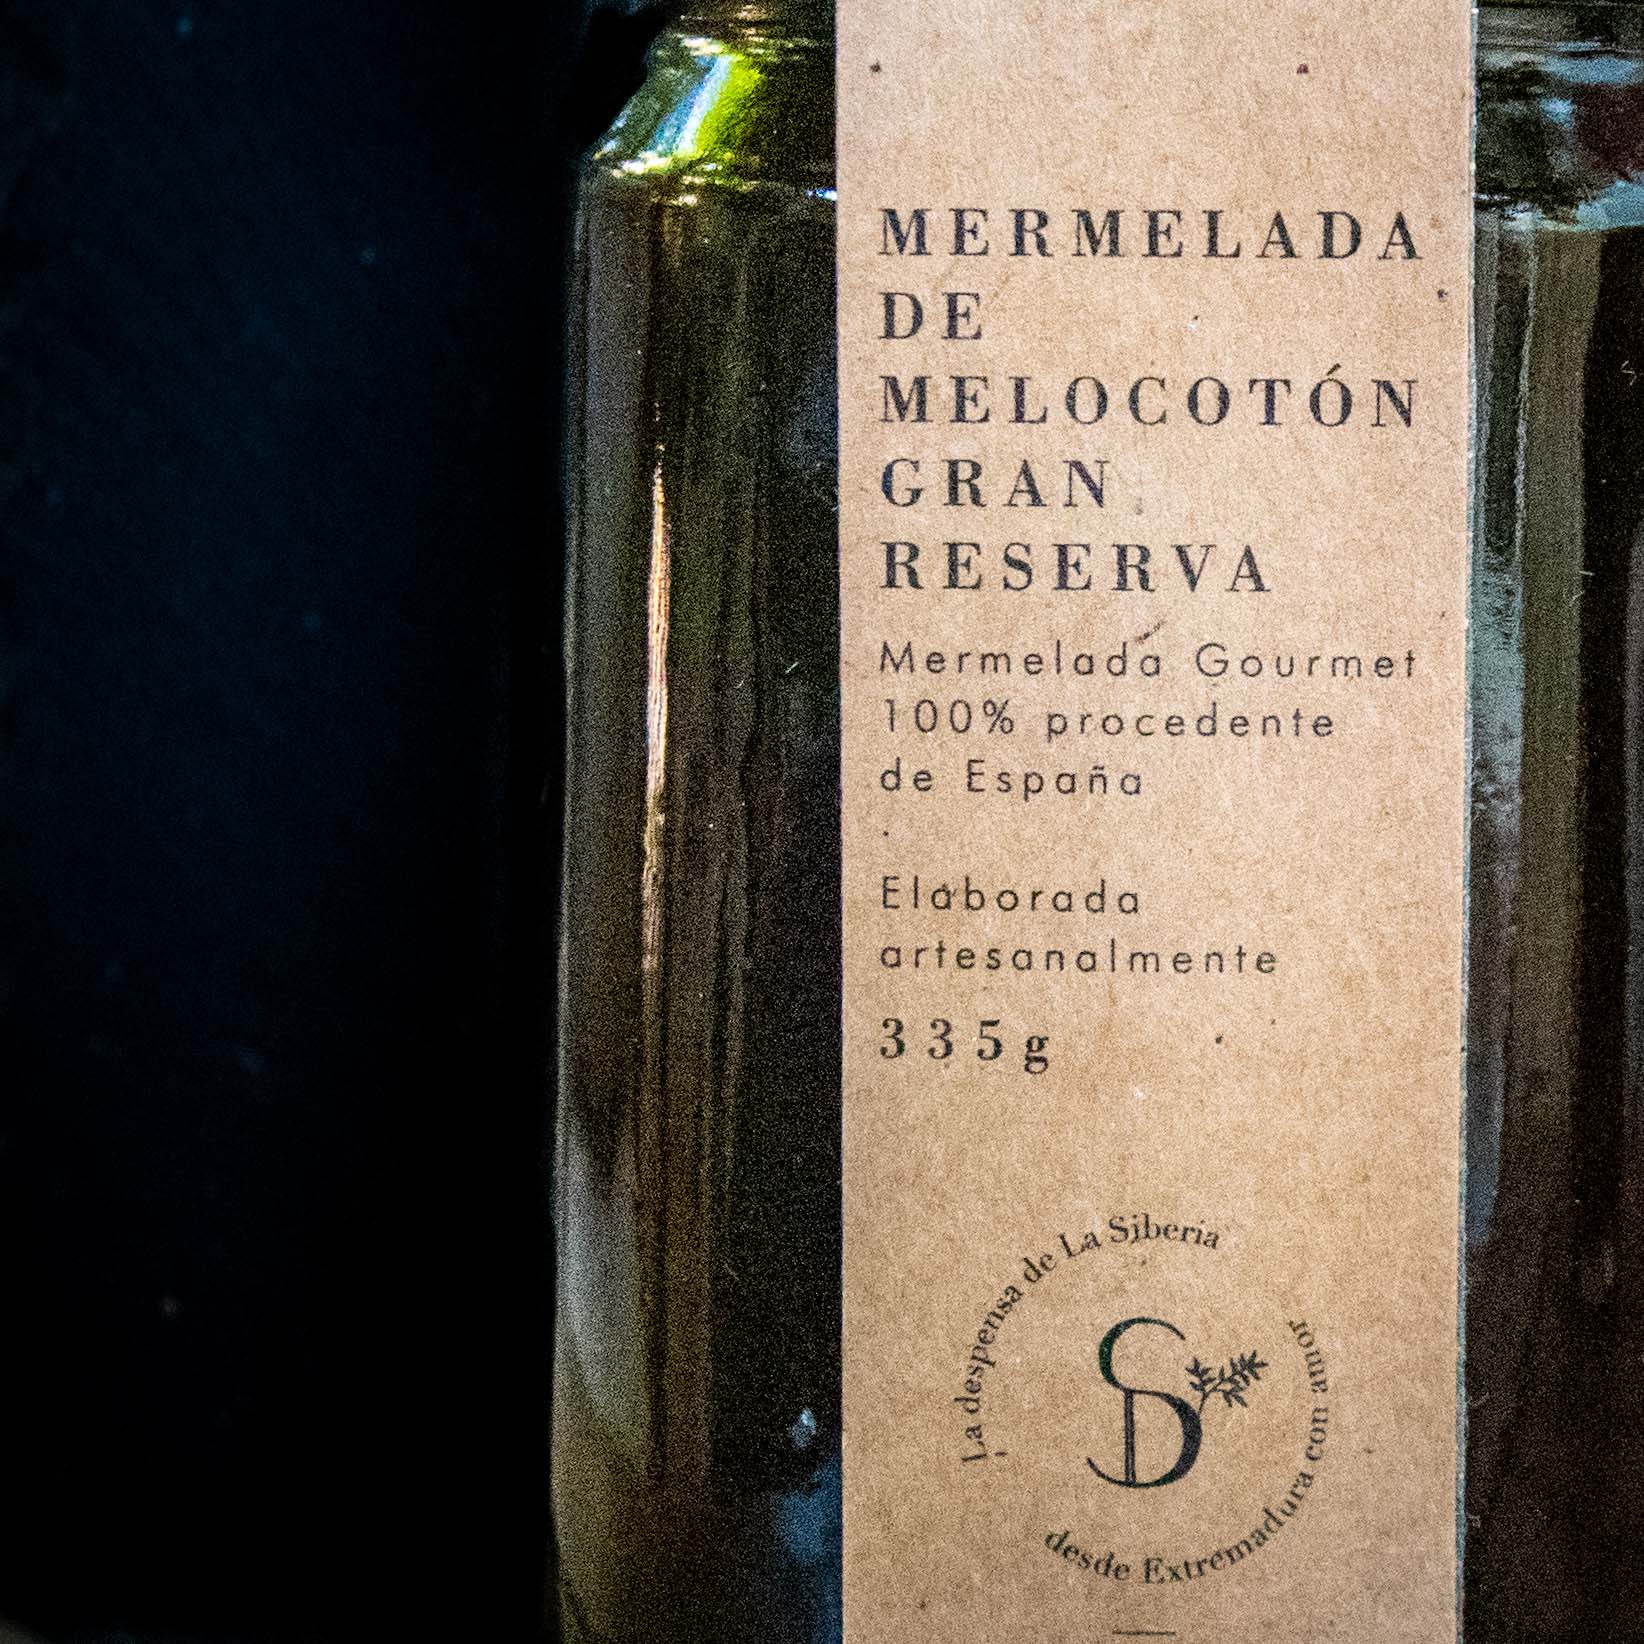 MERMELADA
DE
MELOCOTÓN
GRAN
RESERVA
Mermelada Gourmet
100% procedente
de España
Elaborada
artesanalmente
335g
La despensa de La Siberia
SD
desde Extremadura con amor